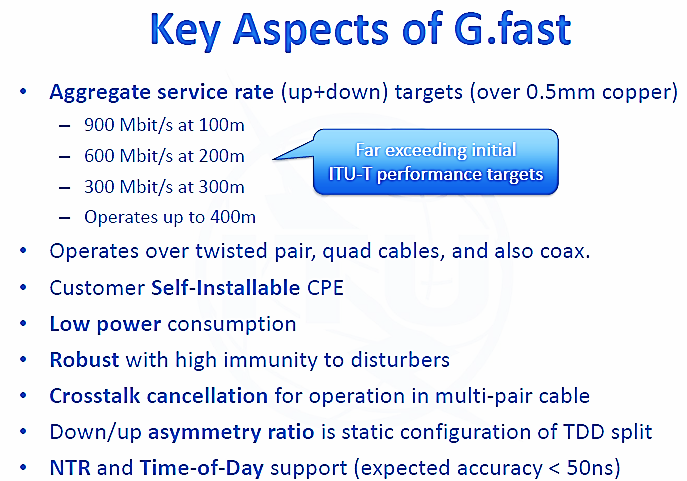 Key Aspects of G.fast
• Aggregate service rate (up+down) targets (over 0.5mm copper)
– 900 Mbit/s at 100m
– 600 Mbit/s at 200m
– 300 Mbit/s at 300m
– Operates up to 400m
Far exceeding initial
ITU-T performance targets
• Operates over twisted pair, quad cables, and also coax.
• Customer Self-Installable CPE
• Low power consumption
• Robust with high immunity to disturbers
• Crosstalk cancellation for operation in multi-pair cable
• Down/up asymmetry ratio is static configuration of TDD split
• NTR and Time-of-Day support (expected accuracy < 50ns)